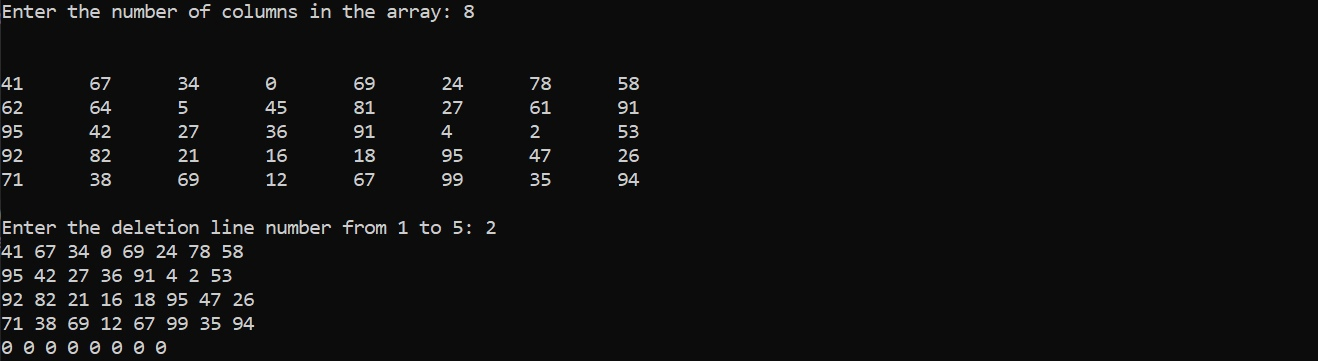 Enter the number of columns in the array: 8
41 67 34 0 69 24 78 58
62 64 5 45 81 27 61 91
95 42 27 36 91 4 2 53
92 82 21 16 18 95 47 26
71 38 69 12 67 99 35 94
Enter the deletion line number from 1 to 5: 2
41 67 34 0 69 24 78 58
95 42 27 36 91 4 2 53
92 82 21 16 18 95 47 26
71 38 69 12 67 99 35 94
0 0 0 0 0 0 0 0